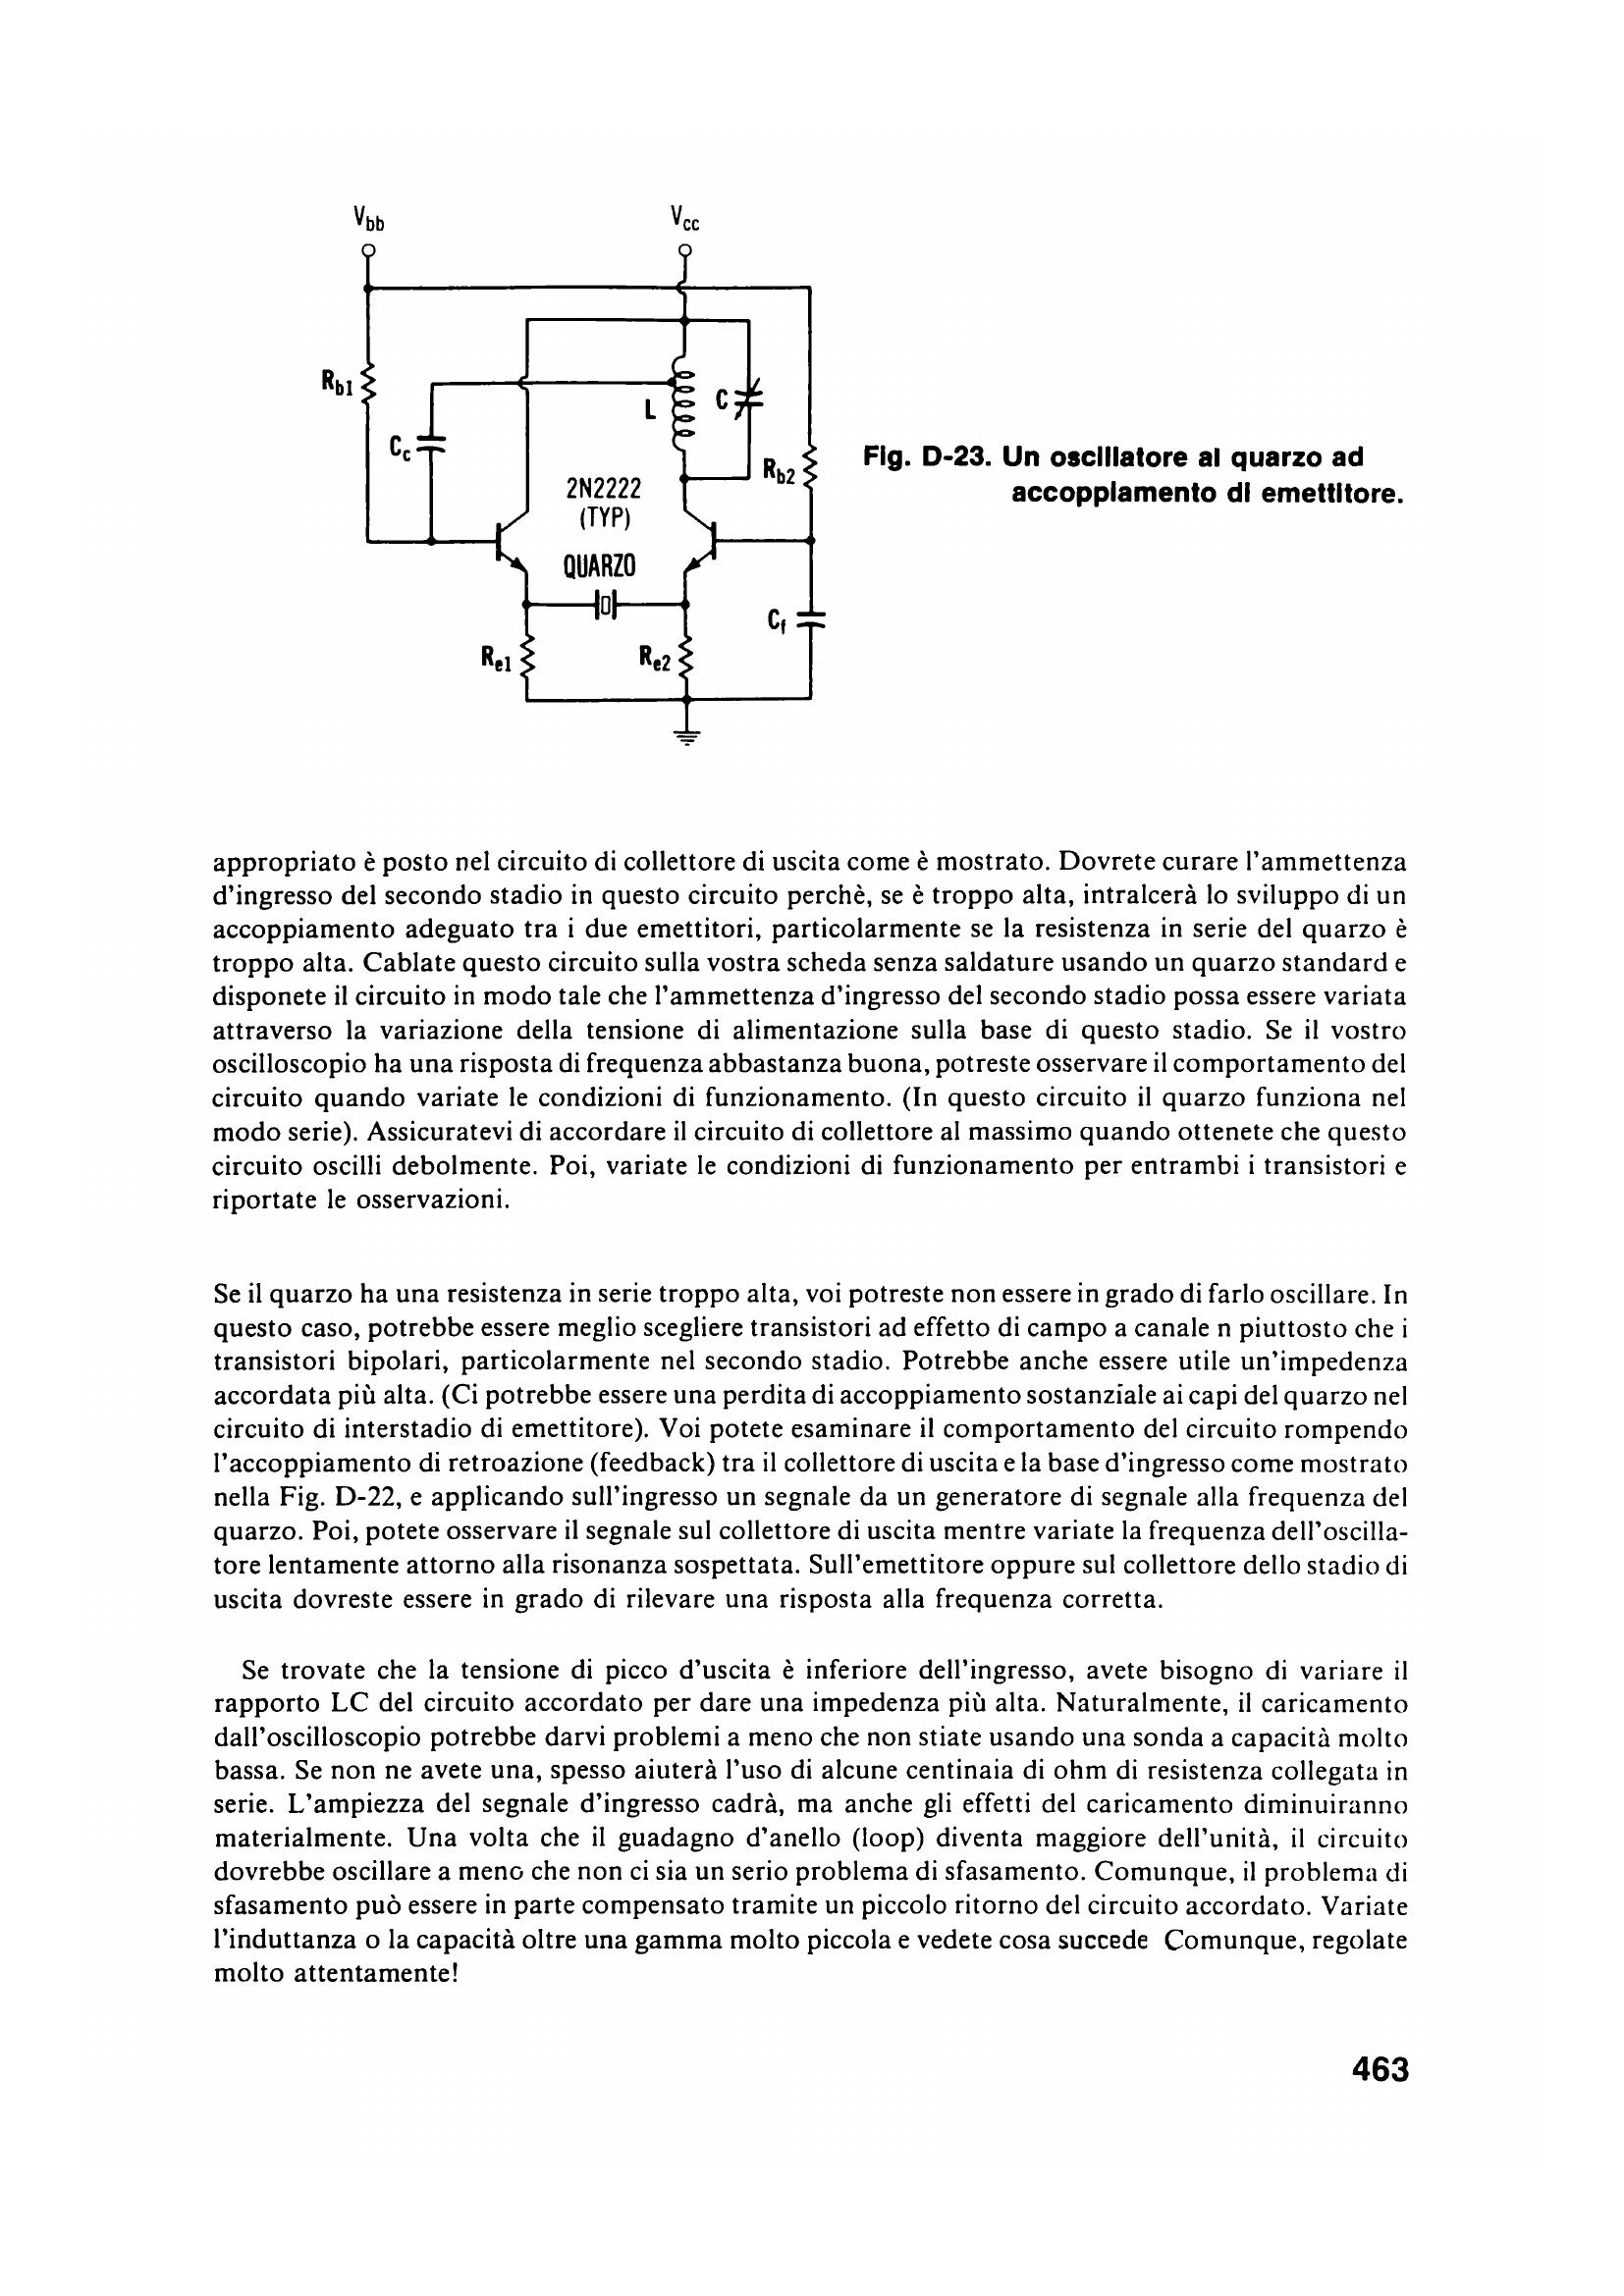 Vbb
Vcc
Rb1
Cc
L
C
Rb2
2N2222
(TYP)
QUARZO
Cf
Re1
Re2
Fig. D-23. Un oscillatore al quarzo ad
accoppiamento di emettitore.
appropriato è posto nel circuito di collettore di uscita come è mostrato. Dovrete curare l'ammettenza
d'ingresso del secondo stadio in questo circuito perchè, se è troppo alta, intralcerà lo sviluppo di un
accoppiamento adeguato tra i due emettitori, particolarmente se la resistenza in serie del quarzo è
troppo alta. Cablate questo circuito sulla vostra scheda senza saldature usando un quarzo standard e
disponete il circuito in modo tale che l'ammettenza d'ingresso del secondo stadio possa essere variata
attraverso la variazione della tensione di alimentazione sulla base di questo stadio. Se il vostro
oscilloscopio ha una risposta di frequenza abbastanza buona, potreste osservare il comportamento del
circuito quando variate le condizioni di funzionamento. (In questo circuito il quarzo funziona nel
modo serie). Assicuratevi di accordare il circuito di collettore al massimo quando ottenete che questo
circuito oscilli debolmente. Poi, variate le condizioni di funzionamento per entrambi i transistori e
riportate le osservazioni.
Se il quarzo ha una resistenza in serie troppo alta, voi potreste non essere in grado di farlo oscillare. In
questo caso, potrebbe essere meglio scegliere transistori ad effetto di campo a canale n piuttosto che i
transistori bipolari, particolarmente nel secondo stadio. Potrebbe anche essere utile un'impedenza
accordata più alta. (Ci potrebbe essere una perdita di accoppiamento sostanziale ai capi del quarzo nel
circuito di interstadio di emettitore). Voi potete esaminare il comportamento del circuito rompendo
l'accoppiamento di retroazione (feedback) tra il collettore di uscita e la base d'ingresso come mostrato
nella Fig. D-22, e applicando sull'ingresso un segnale da un generatore di segnale alla frequenza del
quarzo. Poi, potete osservare il segnale sul collettore di uscita mentre variate la frequenza dell'oscilla-
tore lentamente attorno alla risonanza sospettata. Sull'emettitore oppure sul collettore dello stadio di
uscita dovreste essere in grado di rilevare una risposta alla frequenza corretta.
Se trovate che la tensione di picco d'uscita è inferiore dell'ingresso, avete bisogno di variare il
rapporto LC del circuito accordato per dare una impedenza più alta. Naturalmente, il caricamento
dall'oscilloscopio potrebbe darvi problemi a meno che non stiate usando una sonda a capacità molto
bassa. Se non ne avete una, spesso aiuterà l'uso di alcune centinaia di ohm di resistenza collegata in
serie. L'ampiezza del segnale d'ingresso cadrà, ma anche gli effetti del caricamento diminuiranno
materialmente. Una volta che il guadagno d'anello (loop) diventa maggiore dell'unità, il circuito
dovrebbe oscillare a meno che non ci sia un serio problema di sfasamento. Comunque, il problema di
sfasamento può essere in parte compensato tramite un piccolo ritorno del circuito accordato. Variate
l'induttanza o la capacità oltre una gamma molto piccola e vedete cosa succede Comunque, regolate
molto attentamente!
463